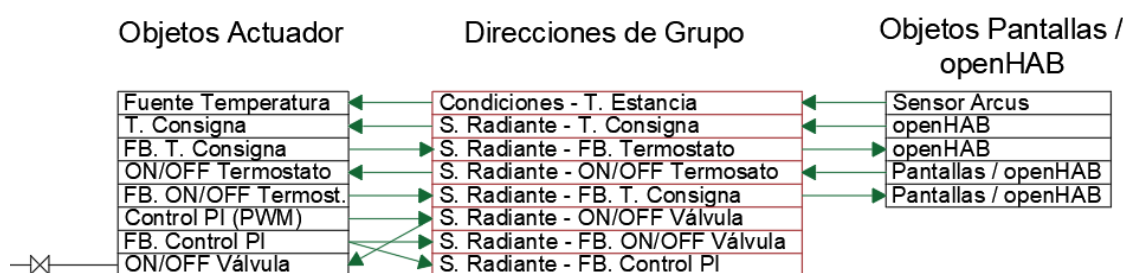 Objetos Actuador
Direcciones de Grupo
Objetos Pantallas /
openHAB
Fuente Temperatura
Condiciones - T. Estancia
Sensor Arcus
T. Consigna
S. Radiante - T. Consigna
openHAB
FB. T. Consigna
S. Radiante - FB. Termostato
openHAB
ON/OFF Termostato
S. Radiante - ON/OFF Termosato
Pantallas / openHAB
FB. ON/OFF Termost.
S. Radiante - FB. T. Consigna
Pantallas / openHAB
Control PI (PWM)
S. Radiante - ON/OFF Válvula
FB. Control PI
S. Radiante - FB. ON/OFF Válvula
ON/OFF Válvula
S. Radiante - FB. Control PI